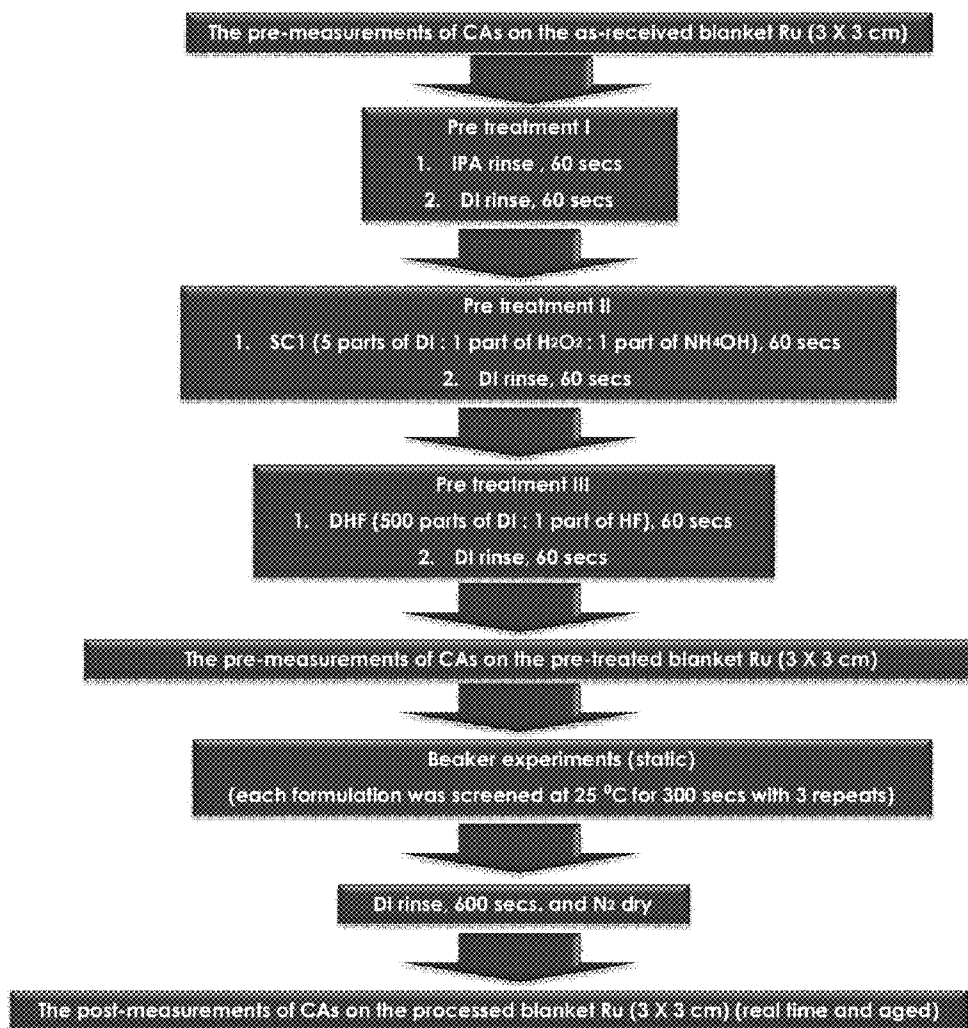 The pre-measurements of CAs on the as-received blanket Ru (3 X 3 cm)
Pre treatment I
1. IPA rinse , 60 secs
2. DI rinse, 60 secs
Pre treatment II
1. SC1 (5 parts of DI : 1 part of H2O2 : 1 part of NH4OH), 60 secs
2. DI rinse, 60 secs
Pre treatment III
1. DHF (500 parts of DI : 1 part of HF), 60 secs
2. DI rinse, 60 secs
The pre-measurements of CAs on the pre-treated blanket Ru (3 X 3 cm)
Beaker experiments (static)
(each formulation was screened at 25 ⁰C for 300 secs with 3 repeats)
DI rinse, 600 secs. and N2 dry
The post-measurements of CAs on the processed blanket Ru (3 X 3 cm) (real time and aged)